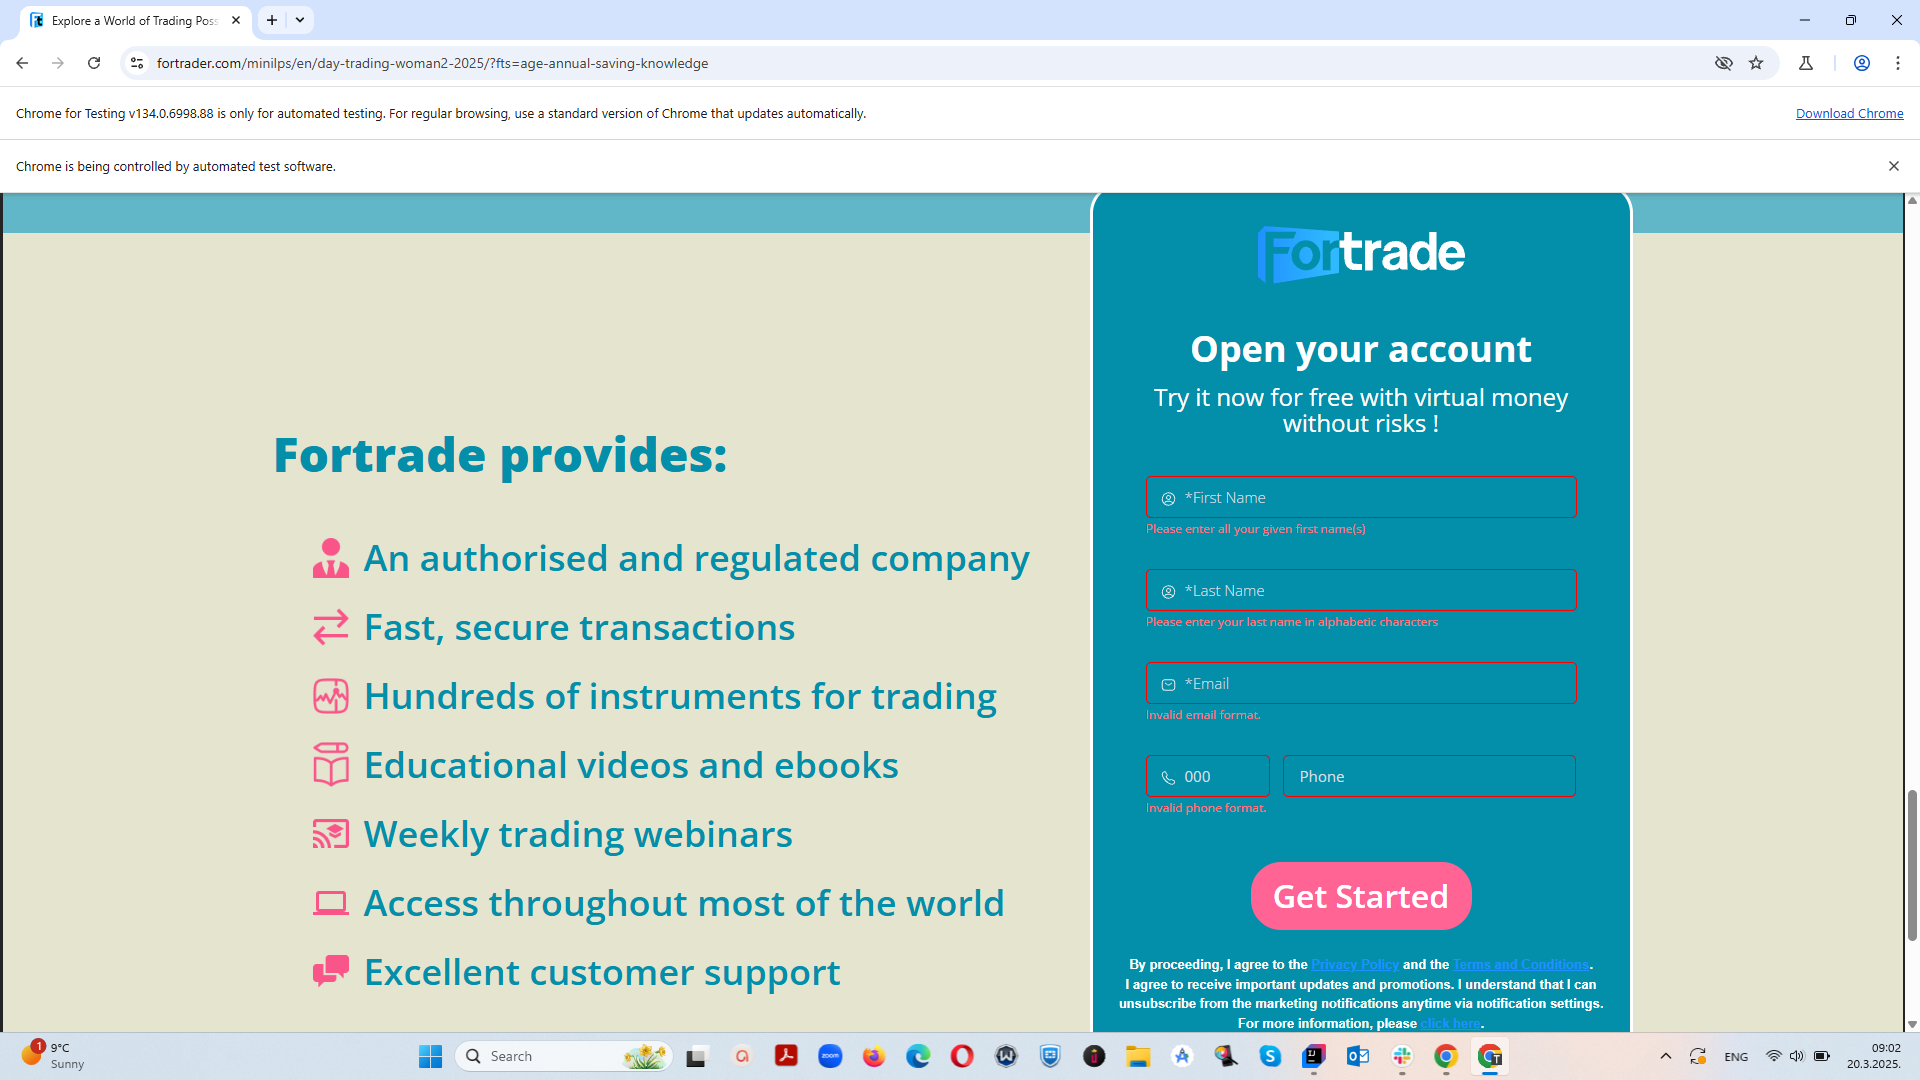 Explore a World of Trading Poss
fortrader.com/minilps/en/day-trading-woman2-2025/?fts=age-annual-saving-knowledge
Chrome for Testing v134.0.6998.88 is only for automated testing. For regular browsing, use a standard version of Chrome that updates automatically.
Download Chrome
Chrome is being controlled by automated test software.
Fortrade
Open your account
Try it now for free with virtual money
without risks !
Fortrade provides:
An authorised and regulated company
Fast, secure transactions
Hundreds of instruments for trading
Educational videos and ebooks
Weekly trading webinars
Access throughout most of the world
Excellent customer support
*First Name
Please enter all your given first name(s)
*Last Name
Please enter your last name in alphabetic characters
*Email
Invalid email format.
000 Phone
Invalid phone format.
Get Started
By proceeding, I agree to the Privacy Policy and the Terms and Conditions.
I agree to receive important updates and promotions. I understand that I can
unsubscribe from the marketing notifications anytime via notification settings.
For more information, please click here.
1
9°C
Sunny
Search
zoom
ENG
09:02
20.3.2025.